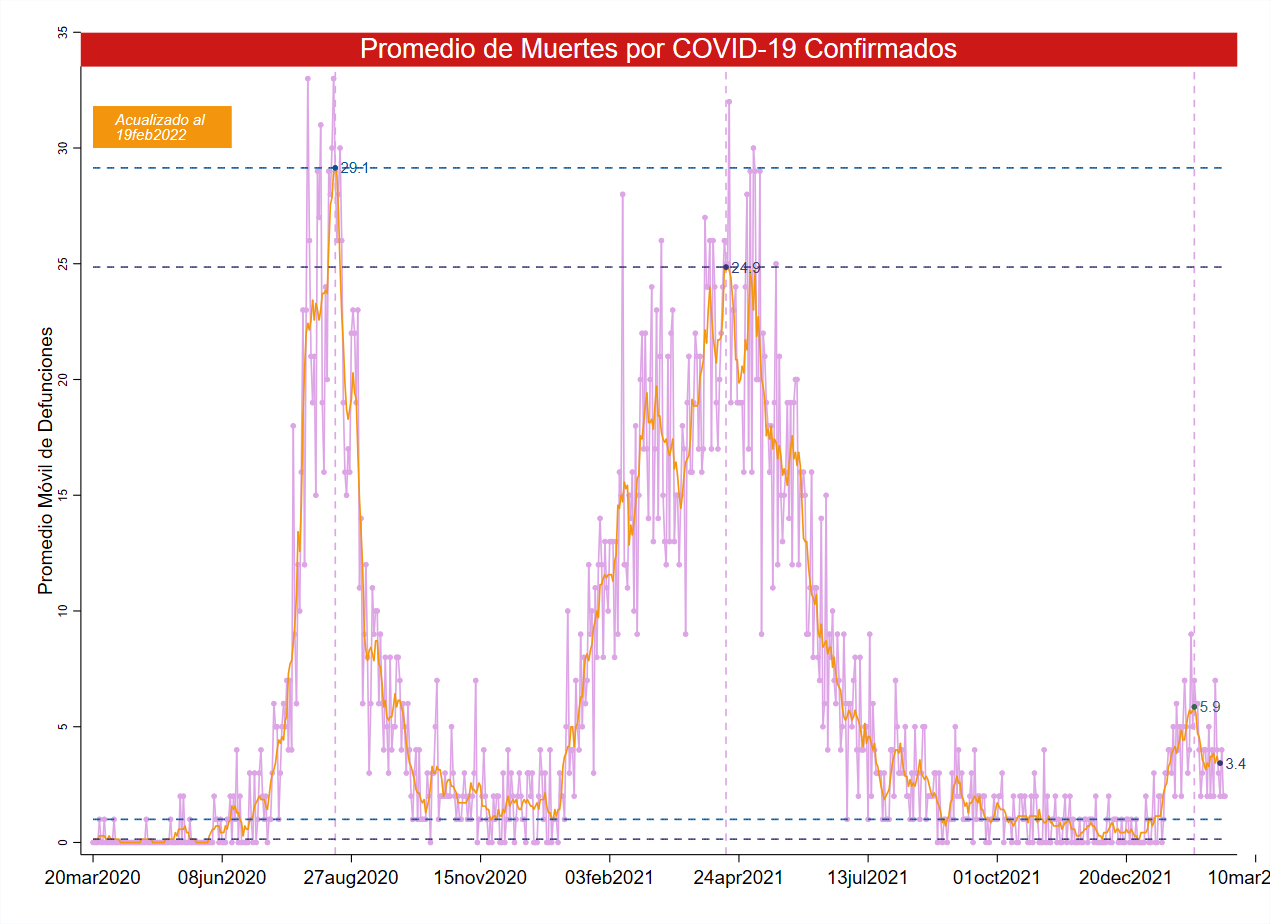 Promedio de Muertes por COVID-19 Confirmados
Acualizado al
19feb2022
Promedio Móvil de Defunciones
35
30
25
20
15
10
5
0
29.1
24.9
5.9
3.4
20mar2020 08jun2020 27aug2020 15nov2020 03feb2021 24apr2021 13jul2021 01oct2021 20dec2021 10mar2